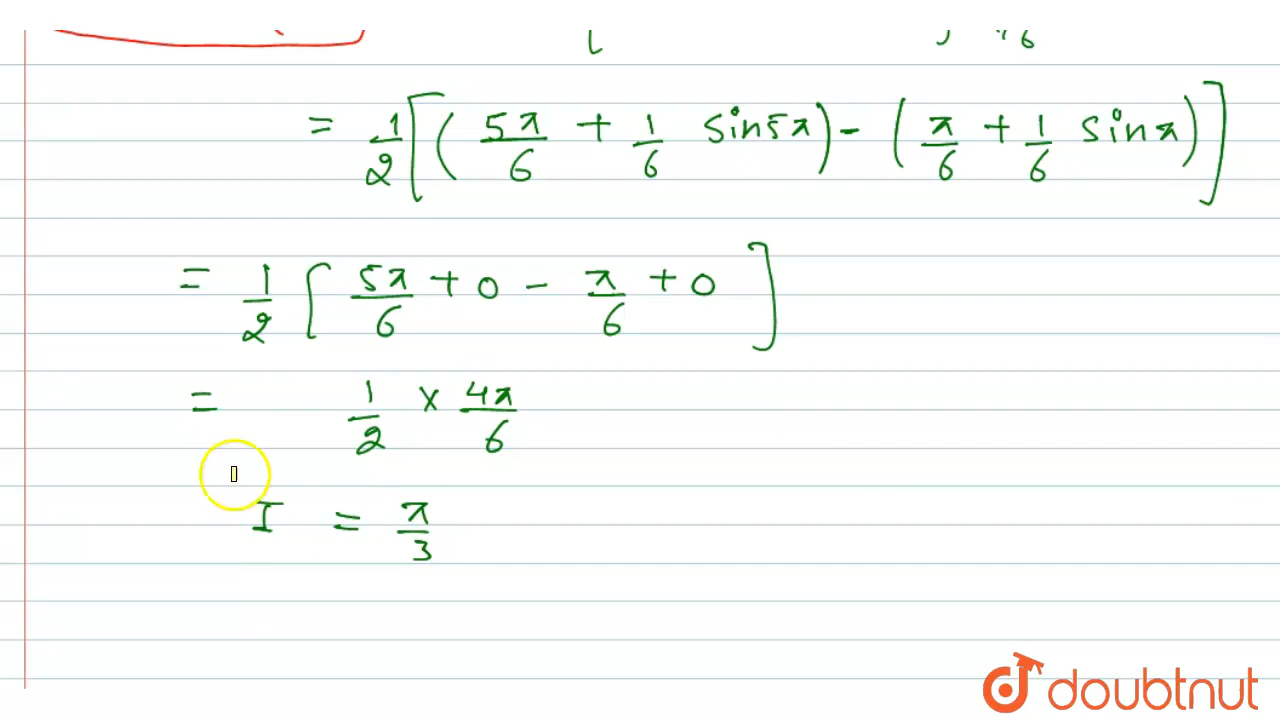 = 1/2 [ ( 5π/6 + 1/6 sin5π ) - ( π/6 + 1/6 sinπ ) ]
= 1/2 [ 5π/6 + 0 - π/6 + 0 ]
= 1/2 × 4π/6
I = π/3
doubtnut